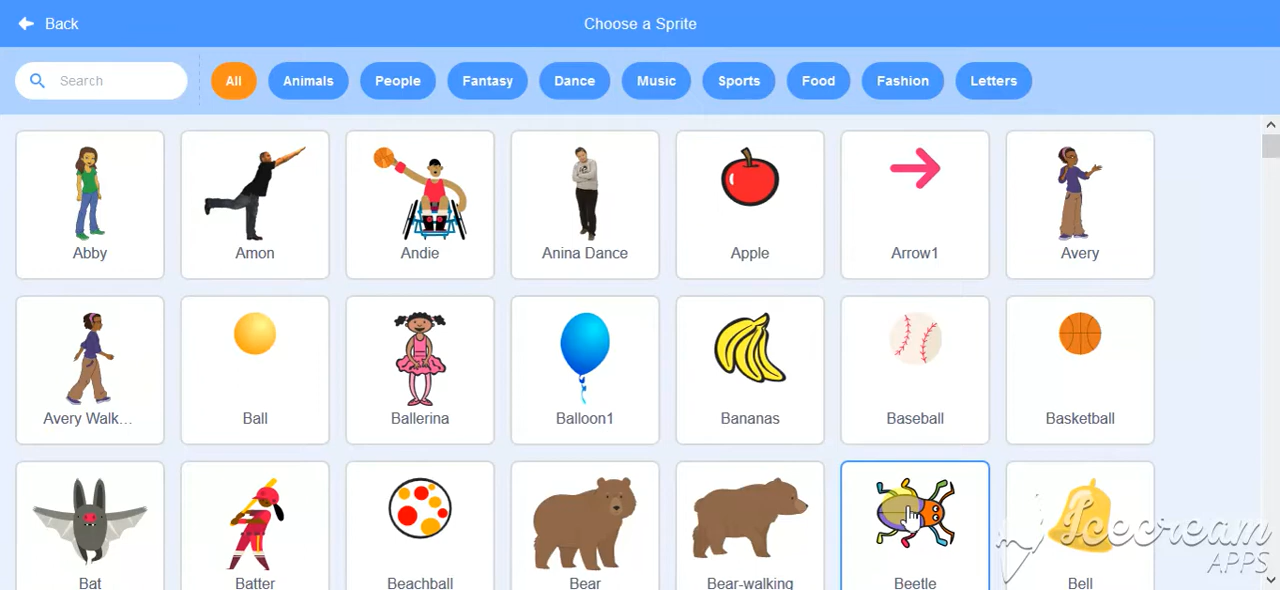 Back
Choose a Sprite
Search
All
Animals
People
Fantasy
Dance
Music
Sports
Food
Fashion
Letters
Abby
Amon
Andie
Anina Dance
Apple
Arrow1
Avery
Avery Walk...
Ball
Ballerina
Balloon1
Bananas
Baseball
Basketball
Bat
Batter
Beachball
Bear
Bear-walking
Beetle
Bell
Icecream
APPS